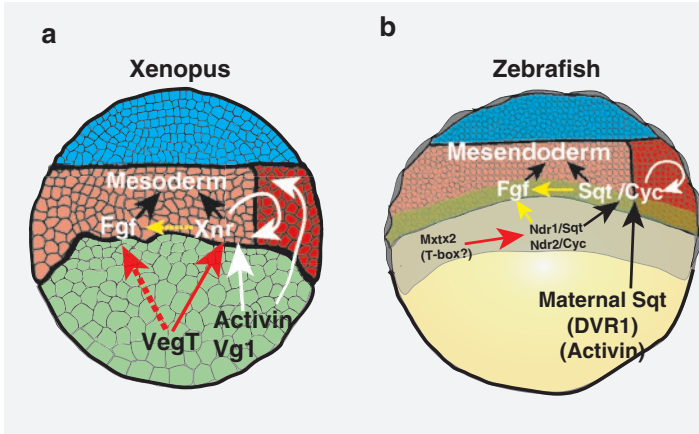 a
Xenopus
Mesoderm
Fgf Xnr
VegT
Activin
Vg1
b
Zebrafish
Mesendoderm
Fgf Sqt /Cyc
Mxtx2
(T-box?)
Ndr1/Sqt
Ndr2/Cyc
Maternal Sqt
(DVR1)
(Activin)